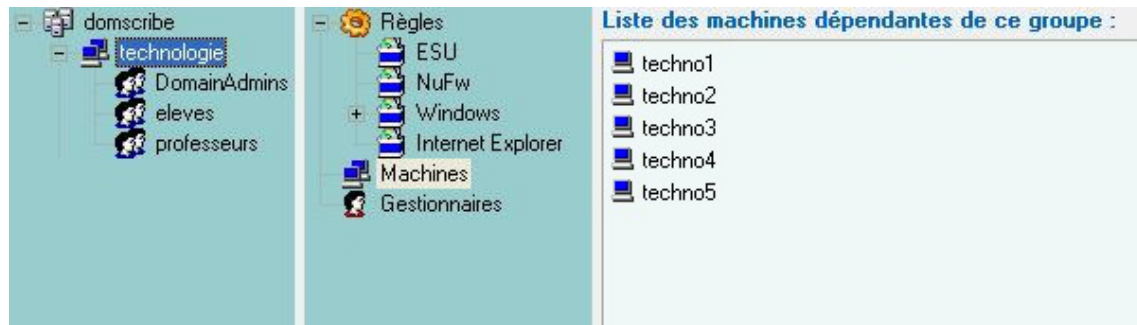 domscribe
technologie
DomainAdmins
eleves
professeurs
Règles
ESU
NuFw
Windows
Internet Explorer
Machines
Gestionnaires
Liste des machines dépendantes de ce groupe :
techno1
techno2
techno3
techno4
techno5